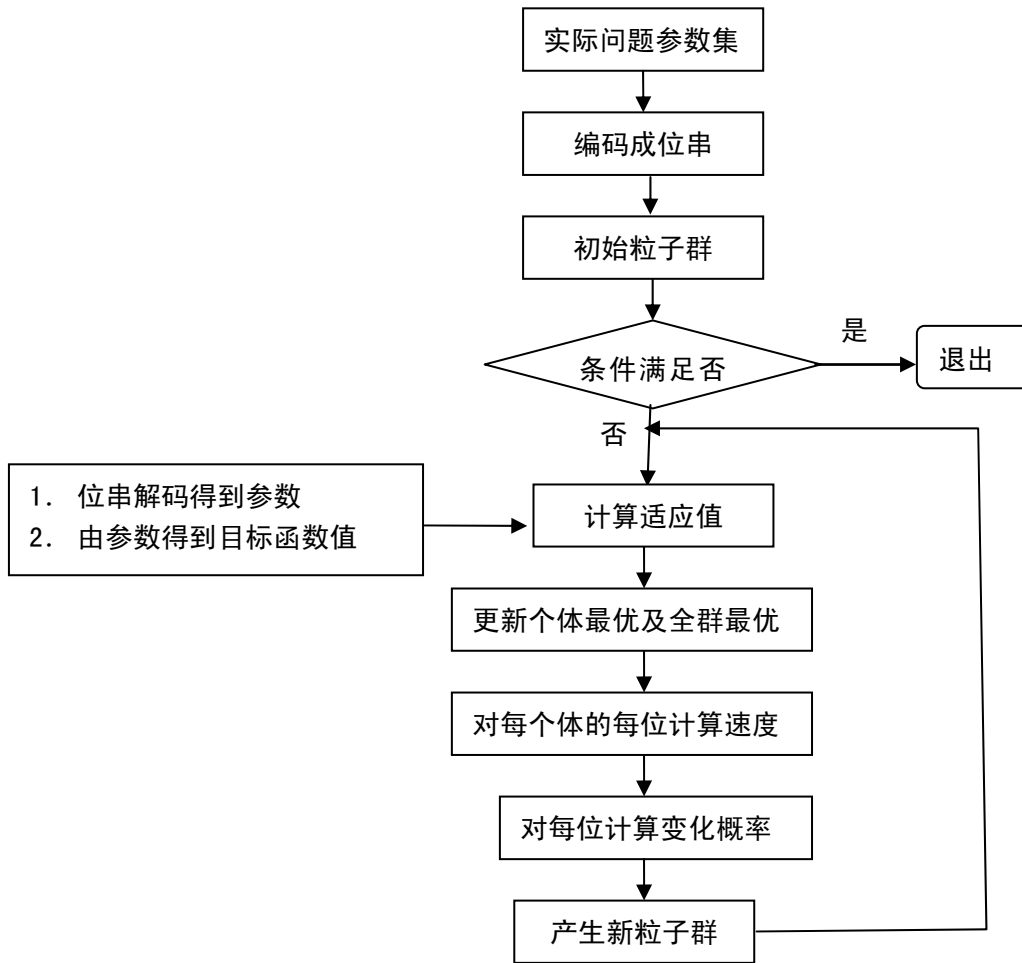 实际问题参数集
编码成位串
初始粒子群
条件满足否
是
退出
否
1. 位串解码得到参数
2. 由参数得到目标函数值
计算适应值
更新个体最优及全群最优
对每个体的每位计算速度
对每位计算变化概率
产生新粒子群